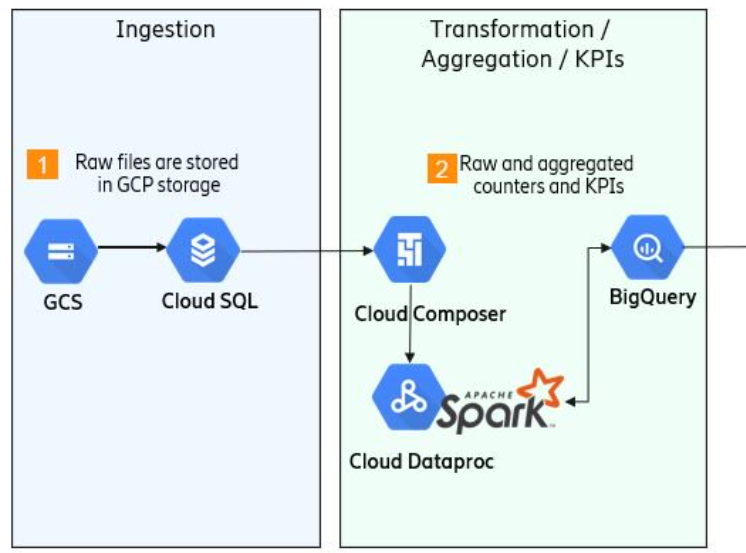 Ingestion
1
Raw files are stored
in GCP storage
GCS
Cloud SQL
Transformation /
Aggregation / KPIs
2
Raw and aggregated
counters and KPIs
Cloud Composer
BigQuery
APACHE
Spark™
Cloud Dataproc